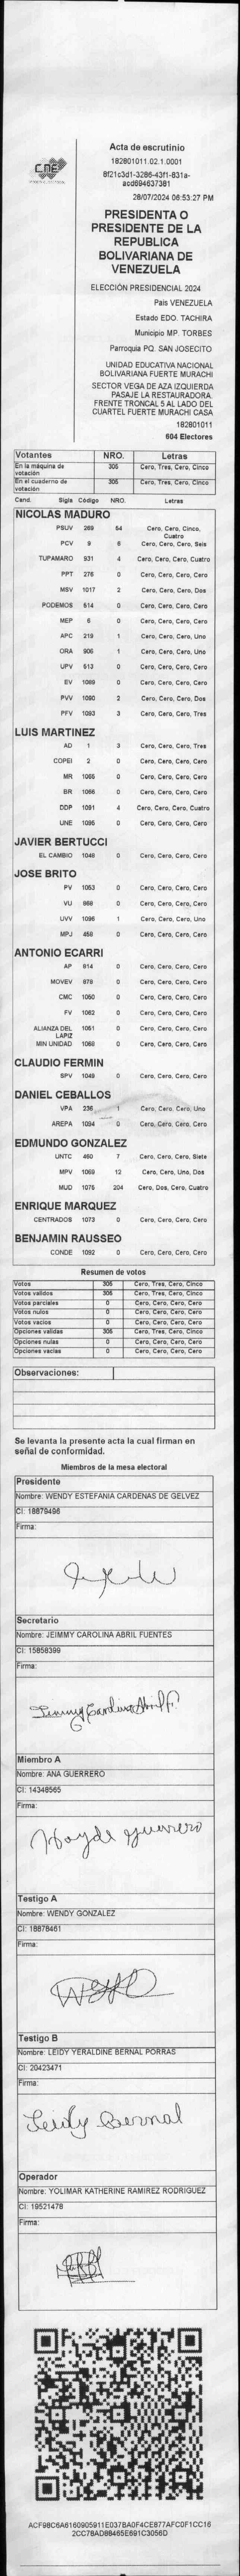 CNE
Acta de escrutinio
182801011.02.1.0001
8f21c3d1-3286-43f1-831a-
acd694637381
28/07/2024 06:53:27 PM
PRESIDENTA O
PRESIDENTE DE LA
REPUBLICA
BOLIVARIANA DE
VENEZUELA
ELECCIÓN PRESIDENCIAL 2024
País VENEZUELA
Estado EDO. TACHIRA
Municipio MP. TORBES
Parroquia PQ. SAN JOSECITO
UNIDAD EDUCATIVA NACIONAL
BOLIVARIANA FUERTE MURACHI
SECTOR VEGA DE AZA IZQUIERDA
PASAJE LA RESTAURADORA.
FRENTE TRONCAL 5 AL LADO DEL
CUARTEL FUERTE MURACHI CASA
182801011
604 Electores
Votantes NRO. Letras
En la máquina de votación 305 Cero, Tres, Cero, Cinco
En el cuaderno de votación 305 Cero, Tres, Cero, Cinco
Cand. Sigla Código NRO. Letras
NICOLAS MADURO
PSUV 269 54 Cero, Cero, Cinco, Cuatro
PCV 9 6 Cero, Cero, Cero, Seis
TUPAMARO 931 4 Cero, Cero, Cero, Cuatro
PPT 276 0 Cero, Cero, Cero, Cero
MSV 1017 2 Cero, Cero, Cero, Dos
PODEMOS 514 0 Cero, Cero, Cero, Cero
MEP 6 0 Cero, Cero, Cero, Cero
APC 219 1 Cero, Cero, Cero, Uno
ORA 906 1 Cero, Cero, Cero, Uno
UPV 513 0 Cero, Cero, Cero, Cero
EV 1089 0 Cero, Cero, Cero, Cero
PVV 1090 2 Cero, Cero, Cero, Dos
PFV 1093 3 Cero, Cero, Cero, Tres
LUIS MARTINEZ
AD 1 3 Cero, Cero, Cero, Tres
COPEI 2 0 Cero, Cero, Cero, Cero
MR 1065 0 Cero, Cero, Cero, Cero
BR 1066 0 Cero, Cero, Cero, Cero
DDP 1091 4 Cero, Cero, Cero, Cuatro
UNE 1095 0 Cero, Cero, Cero, Cero
JAVIER BERTUCCI
EL CAMBIO 1048 0 Cero, Cero, Cero, Cero
JOSE BRITO
PV 1053 0 Cero, Cero, Cero, Cero
VU 868 0 Cero, Cero, Cero, Cero
UVV 1096 1 Cero, Cero, Cero, Uno
MPJ 458 0 Cero, Cero, Cero, Cero
ANTONIO ECARRI
AP 814 0 Cero, Cero, Cero, Cero
MOVEV 879 0 Cero, Cero, Cero, Cero
CMC 1050 0 Cero, Cero, Cero, Cero
FV 1062 0 Cero, Cero, Cero, Cero
ALIANZA DEL LAPIZ 1051 0 Cero, Cero, Cero, Cero
MIN UNIDAD 1068 0 Cero, Cero, Cero, Cero
CLAUDIO FERMIN
SPV 1049 0 Cero, Cero, Cero, Cero
DANIEL CEBALLOS
VPA 236 1 Cero, Cero, Cero, Uno
AREPA 1094 0 Cero, Cero, Cero, Cero
EDMUNDO GONZALEZ
UNTC 460 7 Cero, Cero, Cero, Siete
MPV 1069 12 Cero, Cero, Uno, Dos
MUD 1075 204 Cero, Dos, Cero, Cuatro
ENRIQUE MARQUEZ
CENTRADOS 1073 0 Cero, Cero, Cero, Cero
BENJAMIN RAUSSEO
CONDE 1092 0 Cero, Cero, Cero, Cero
Resumen de votos
Votos 305 Cero, Tres, Cero, Cinco
Votos validos 305 Cero, Tres, Cero, Cinco
Votos parciales 0 Cero, Cero, Cero, Cero
Votos nulos 0 Cero, Cero, Cero, Cero
Votos vacios 0 Cero, Cero, Cero, Cero
Opciones validas 305 Cero, Tres, Cero, Cinco
Opciones nulas 0 Cero, Cero, Cero, Cero
Opciones vacias 0 Cero, Cero, Cero, Cero
Observaciones:
Se levanta la presente acta la cual firman en
señal de conformidad.
Miembros de la mesa electoral
Presidente
Nombre: WENDY ESTEFANIA CARDENAS DE GELVEZ
CI: 18879496
Firma:
Secretario
Nombre: JEIMMY CAROLINA ABRIL FUENTES
CI: 15858399
Firma:
Jeimmy Carolina Abril F.
Miembro A
Nombre: ANA GUERRERO
CI: 14348565
Firma:
Haydé guerrero
Testigo A
Nombre: WENDY GONZALEZ
CI: 18878461
Firma:
Testigo B
Nombre: LEIDY YERALDINE BERNAL PORRAS
CI: 20423471
Firma:
Leidy Bernal
Operador
Nombre: YOLIMAR KATHERINE RAMIREZ RODRIGUEZ
CI: 19521478
Firma:
ACF98C6A6160905911E037BA0F4CE877AFC0F1CC16
2CC78ADB8465E691C3056D